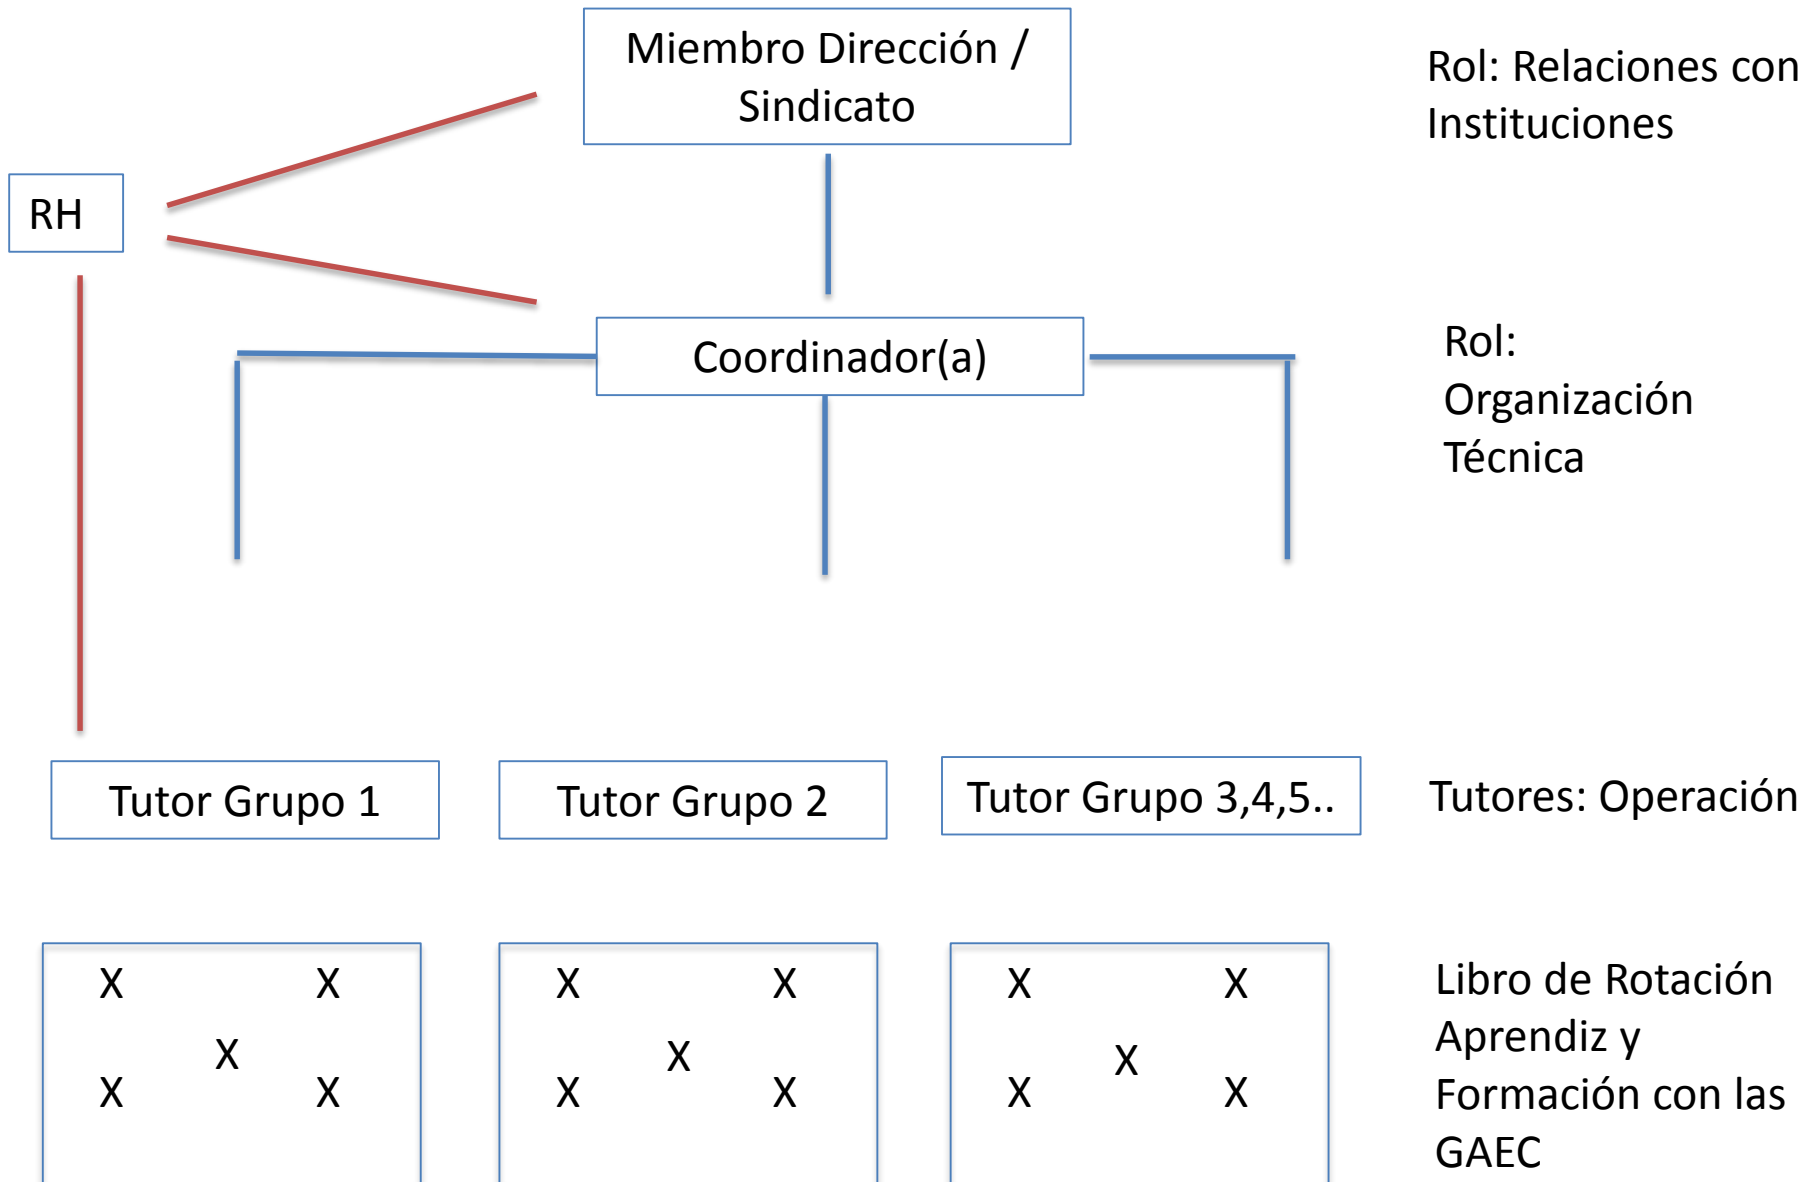 Miembro Dirección /
Sindicato
Rol: Relaciones con
Instituciones
RH
Coordinador(a)
Rol:
Organización
Técnica
Tutor Grupo 1
Tutor Grupo 2
Tutor Grupo 3,4,5..
Tutores: Operación
X X
X
X X
X X
X
X X
X X
X
X X
Libro de Rotación
Aprendiz y
Formación con las
GAEC